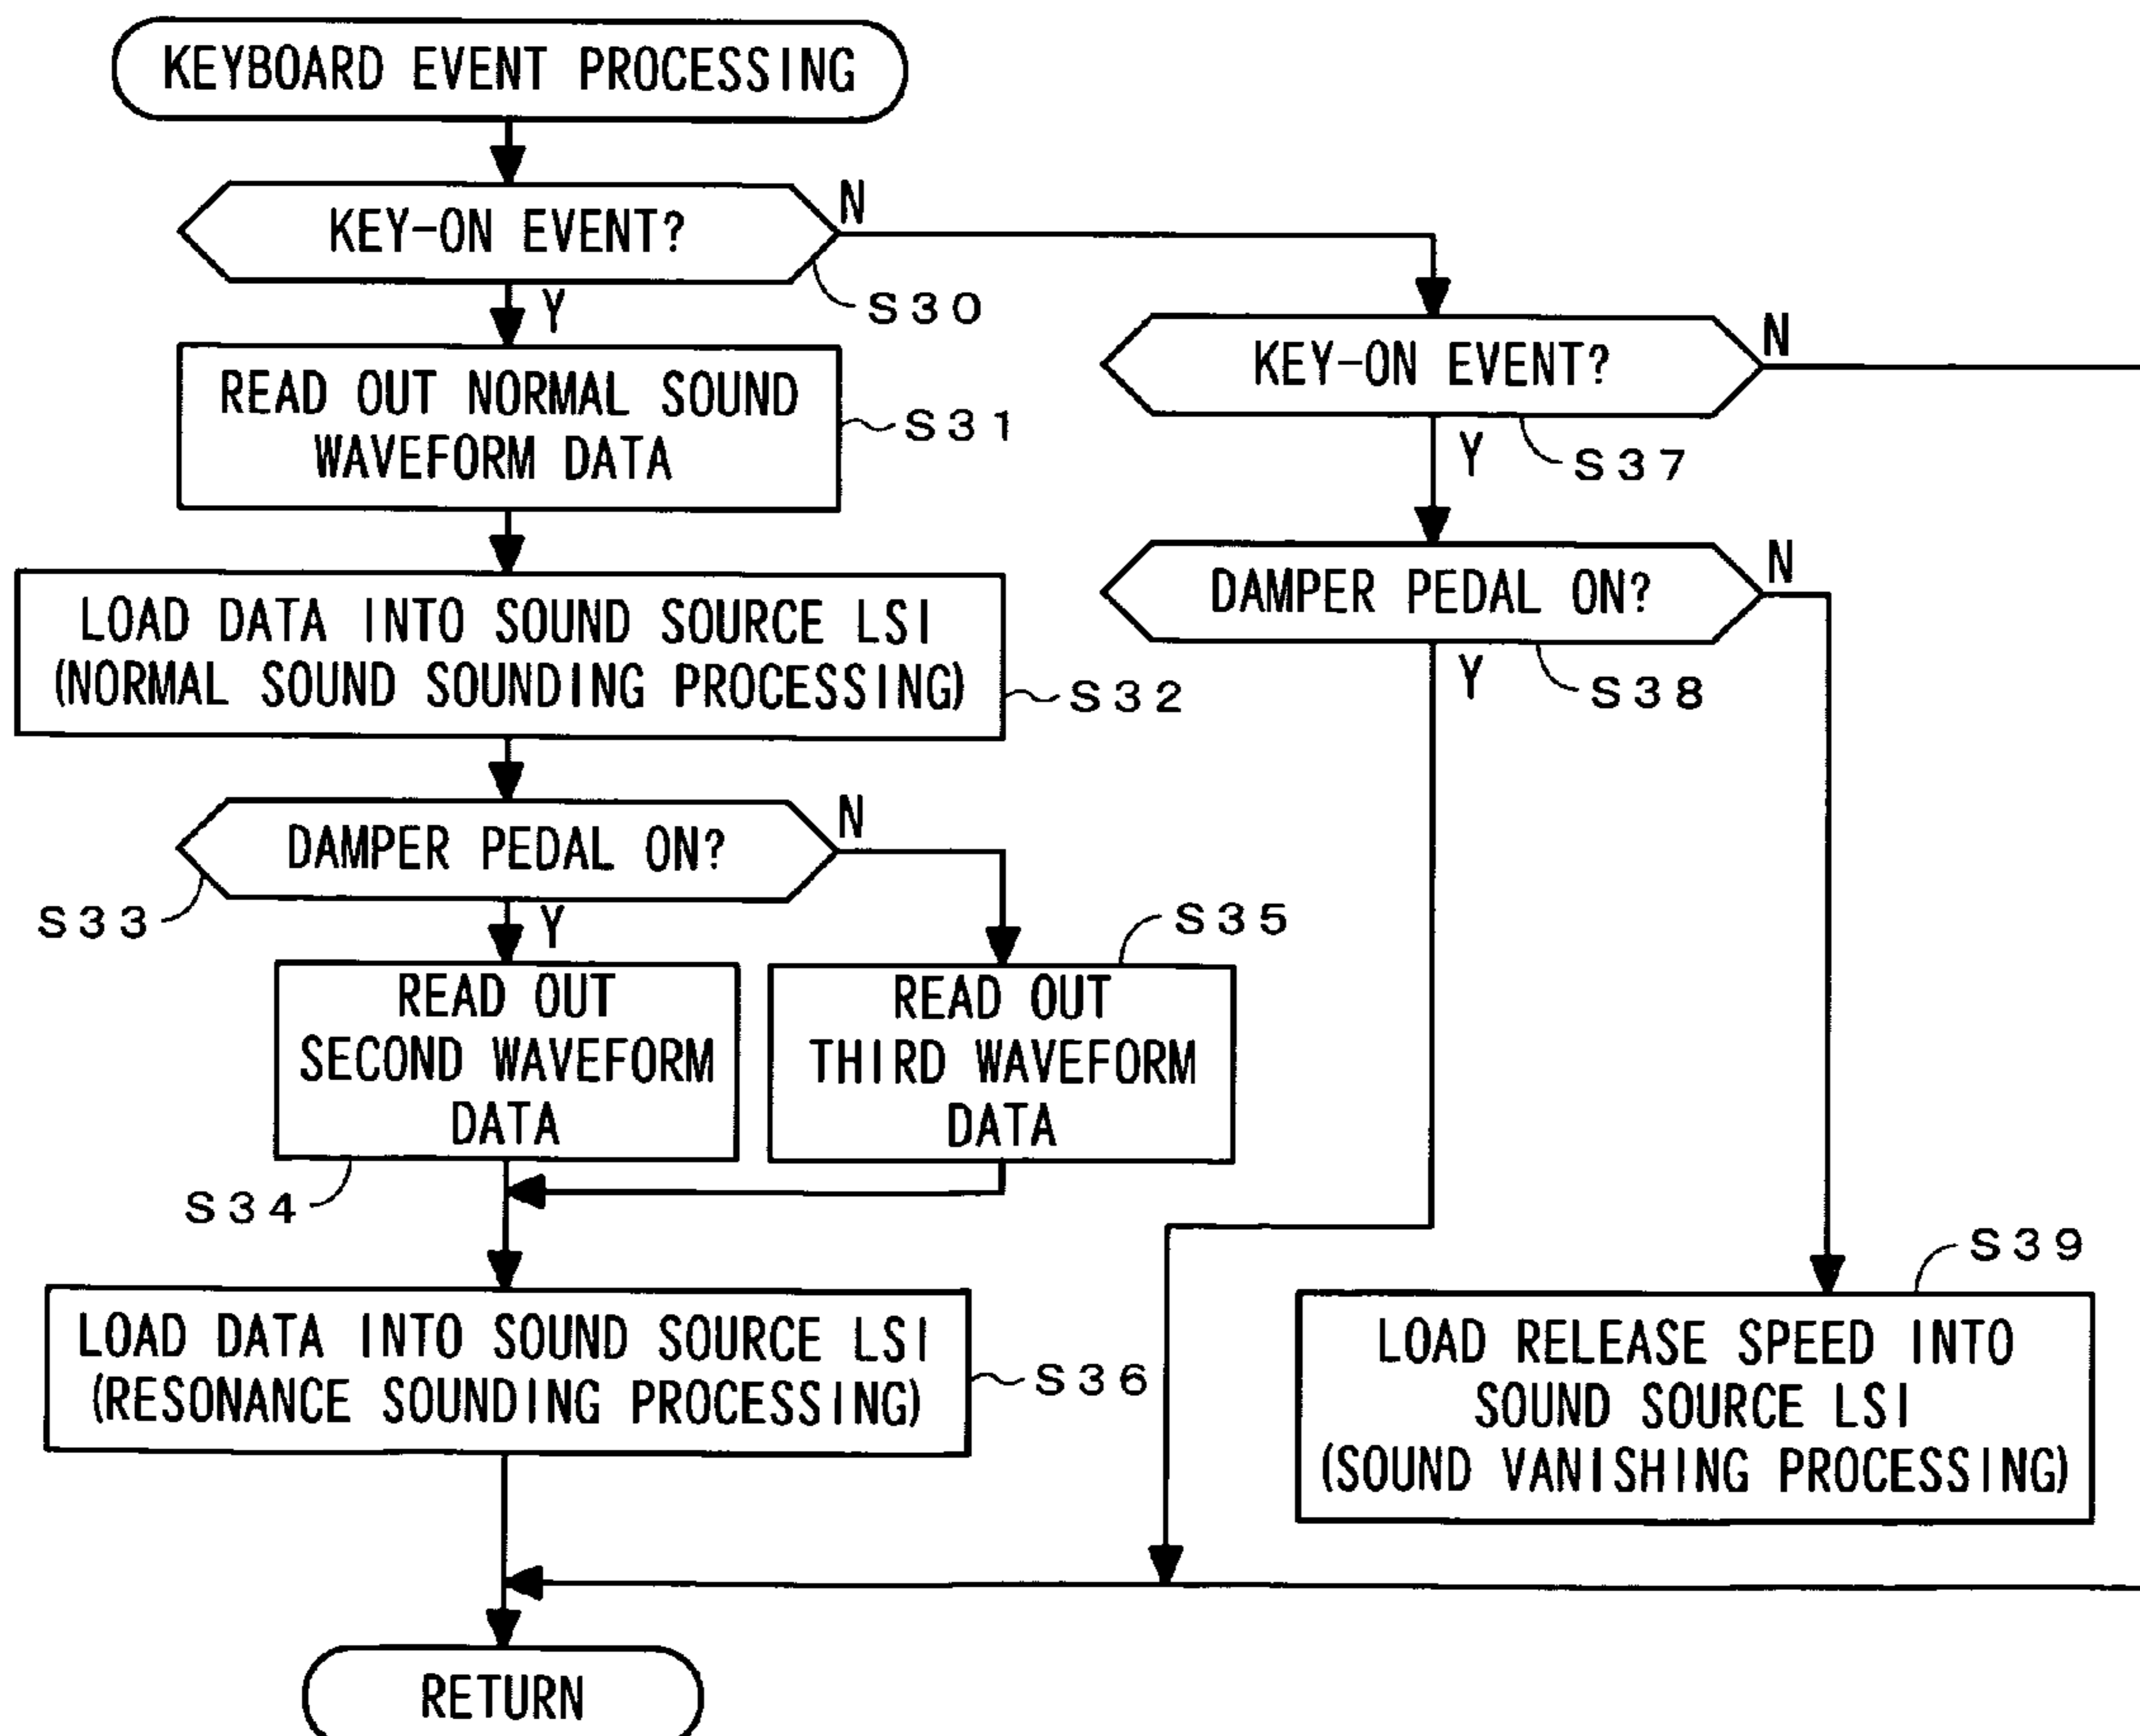 KEYBOARD EVENT PROCESSING
KEY-ON EVENT?
N
S30
Y
READ OUT NORMAL SOUND
WAVEFORM DATA
S31
LOAD DATA INTO SOUND SOURCE LSI
(NORMAL SOUND SOUNDING PROCESSING)
S32
DAMPER PEDAL ON?
N
S33
Y
READ OUT
SECOND WAVEFORM
DATA
S34
S35
READ OUT
THIRD WAVEFORM
DATA
LOAD DATA INTO SOUND SOURCE LSI
(RESONANCE SOUNDING PROCESSING)
S36
KEY-ON EVENT?
N
S37
Y
DAMPER PEDAL ON?
N
S38
Y
S39
LOAD RELEASE SPEED INTO
SOUND SOURCE LSI
(SOUND VANISHING PROCESSING)
RETURN